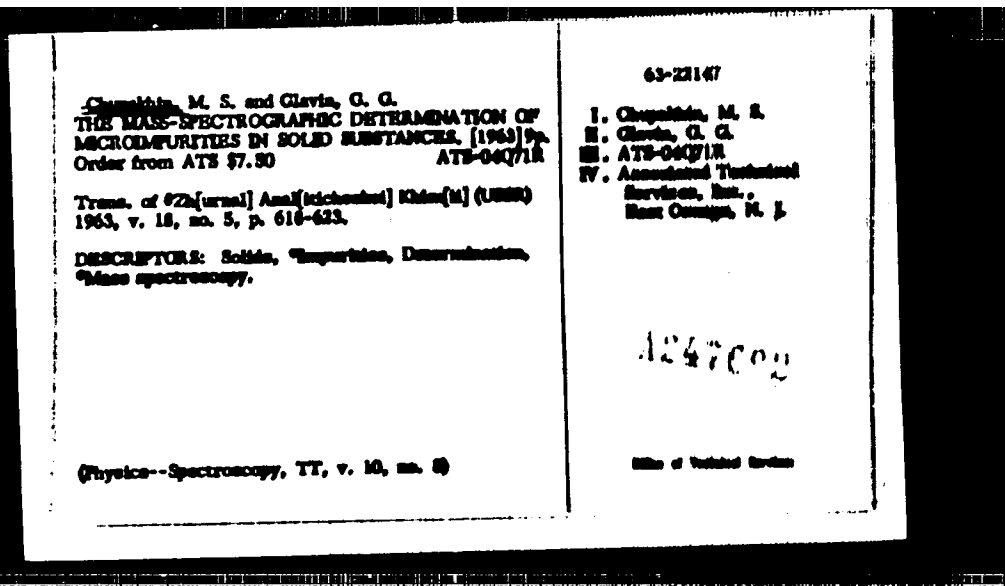 Chupakhin, M. S. and Glavin, G. G.
THE MASS-SPECTROGRAPHIC DETERMINATION OF
MICROIMPURITIES IN SOLID SUBSTANCES. [1963] 9p.
Order from ATS $7.80 ATS-04Q71R
Trans. of *Zh[urnal] Anal[iticheskoi] Khim[ii] (USSR)
1963, v. 18, no. 5, p. 616-623.
DESCRIPTORS: Solids, *Impurities, Determination,
*Mass spectroscopy.
(Physics--Spectroscopy, TT, v. 10, no. 8)
63-22147
I. Chupakhin, M. S.
II. Glavin, G. G.
III. ATS-04Q71R
IV. Associated Technical
Services, Inc.,
East Orange, N. J.
Office of Technical Services